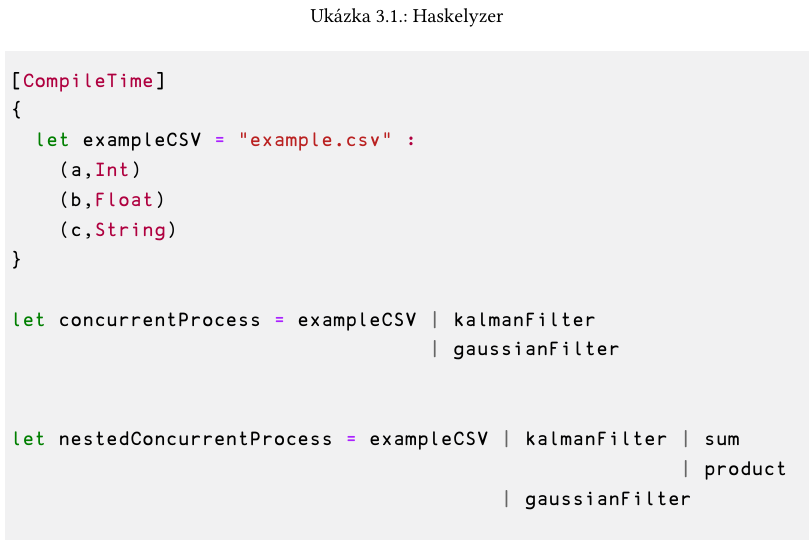 Ukázka 3.1.: Haskelyzer
[CompileTime]
{
  let exampleCSV = "example.csv" :
    (a,Int)
    (b,Float)
    (c,String)
}
let concurrentProcess = exampleCSV | kalmanFilter
                                   | gaussianFilter
let nestedConcurrentProcess = exampleCSV | kalmanFilter | sum
                                                        | product
                                         | gaussianFilter